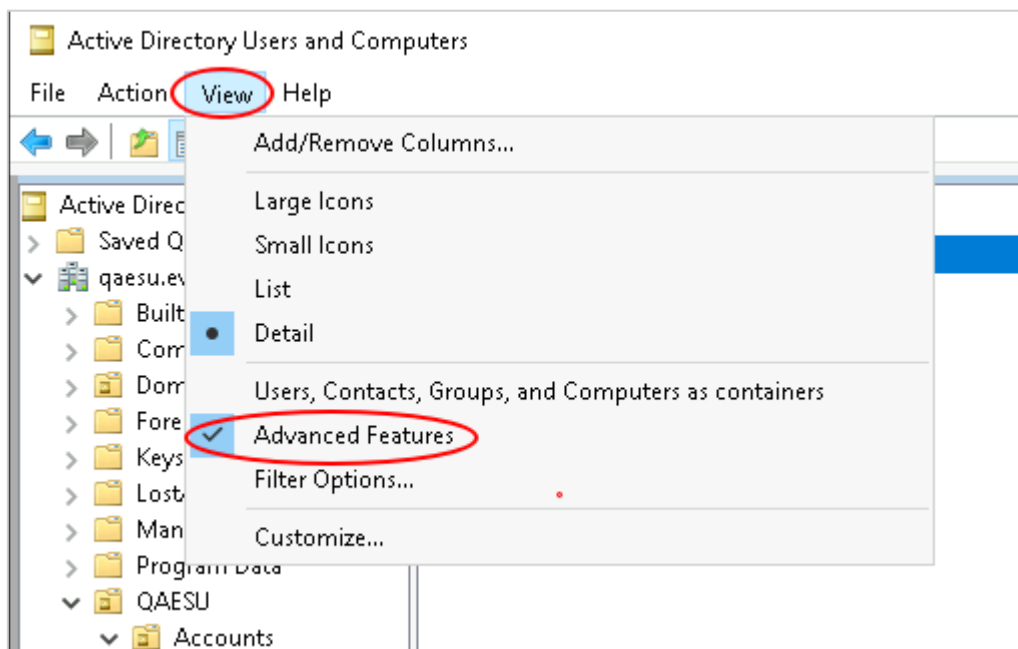 Active Directory Users and Computers
File Action View Help
Add/Remove Columns...
Large Icons
Small Icons
List
Detail
Users, Contacts, Groups, and Computers as containers
Advanced Features
Filter Options...
Customize...
Active Direc
Saved Q
qaesu.ev
Built
Com
Dom
Fore
Keys
Lost
Man
Program Data
QAESU
Accounts